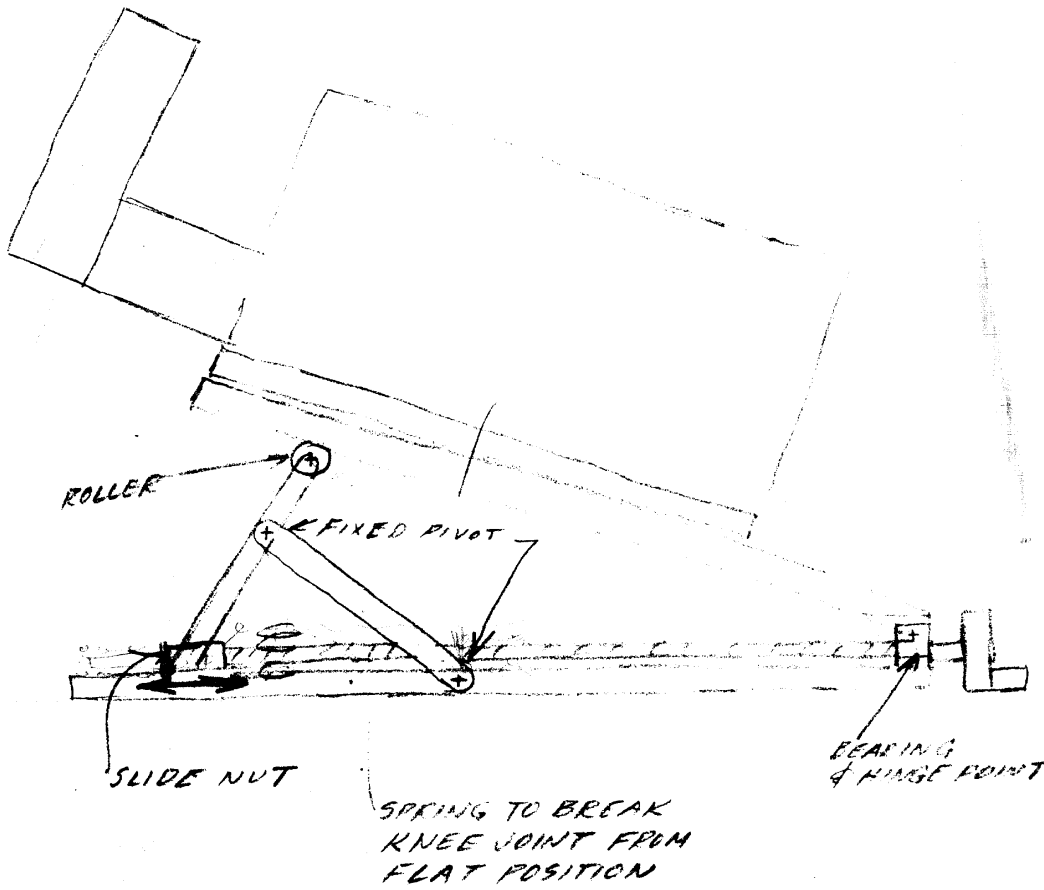 ROLLER
FIXED PIVOT
SLIDE NUT
BEARING
& HINGE POINT
SPRING TO BREAK
KNEE JOINT FROM
FLAT POSITION